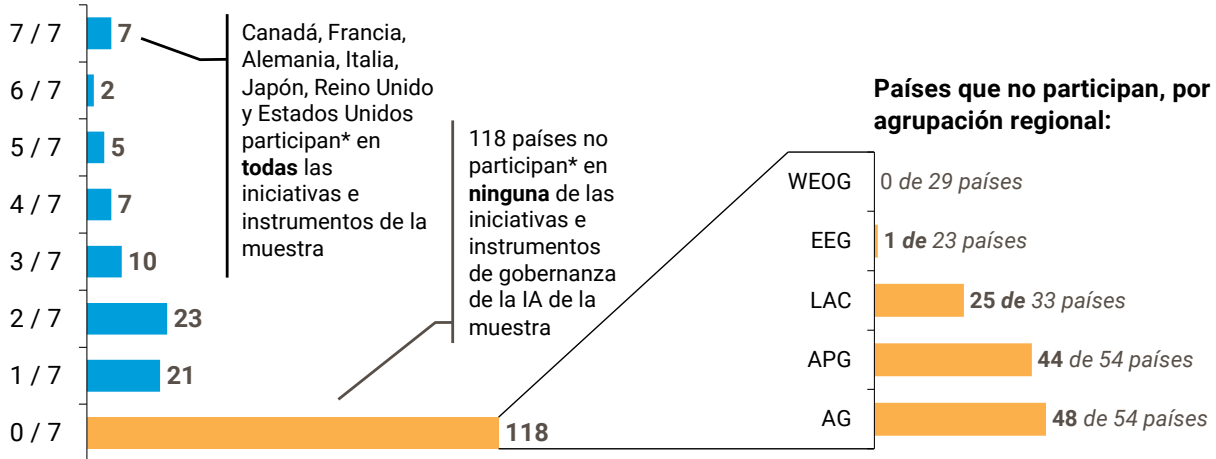 7 / 7
7
6 / 7
2
5 / 7
5
4 / 7
7
3 / 7
10
2 / 7
23
1 / 7
21
0 / 7
118
Canadá, Francia,
Alemania, Italia,
Japón, Reino Unido
y Estados Unidos
participan* en
todas las
iniciativas e
instrumentos de la
muestra
118 países no
participan* en
ninguna de las
iniciativas e
instrumentos
de gobernanza
de la IA de la
muestra
Países que no participan, por
agrupación regional:
WEOG 0 de 29 países
EEG 1 de 23 países
LAC 25 de 33 países
APG 44 de 54 países
AG 48 de 54 países